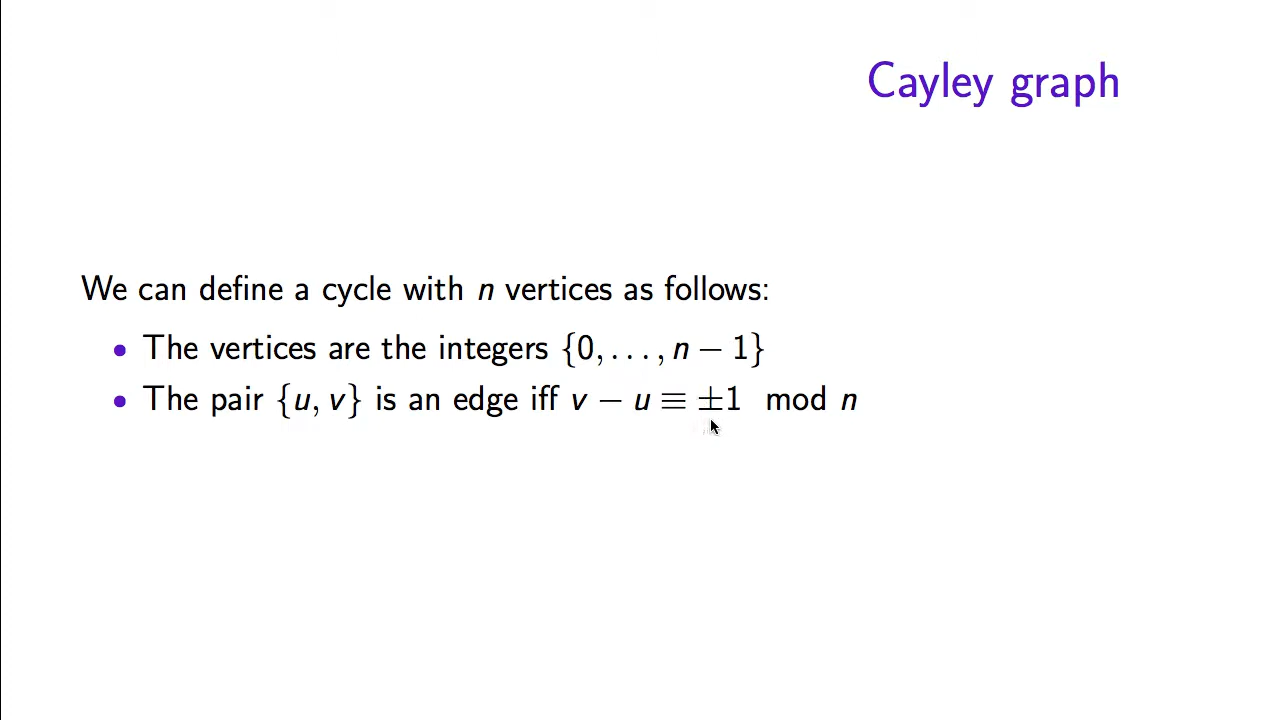 Cayley graph
We can define a cycle with n vertices as follows:
• The vertices are the integers {0, . . . , n − 1}
• The pair {u, v} is an edge iff v − u ≡ ±1 mod n